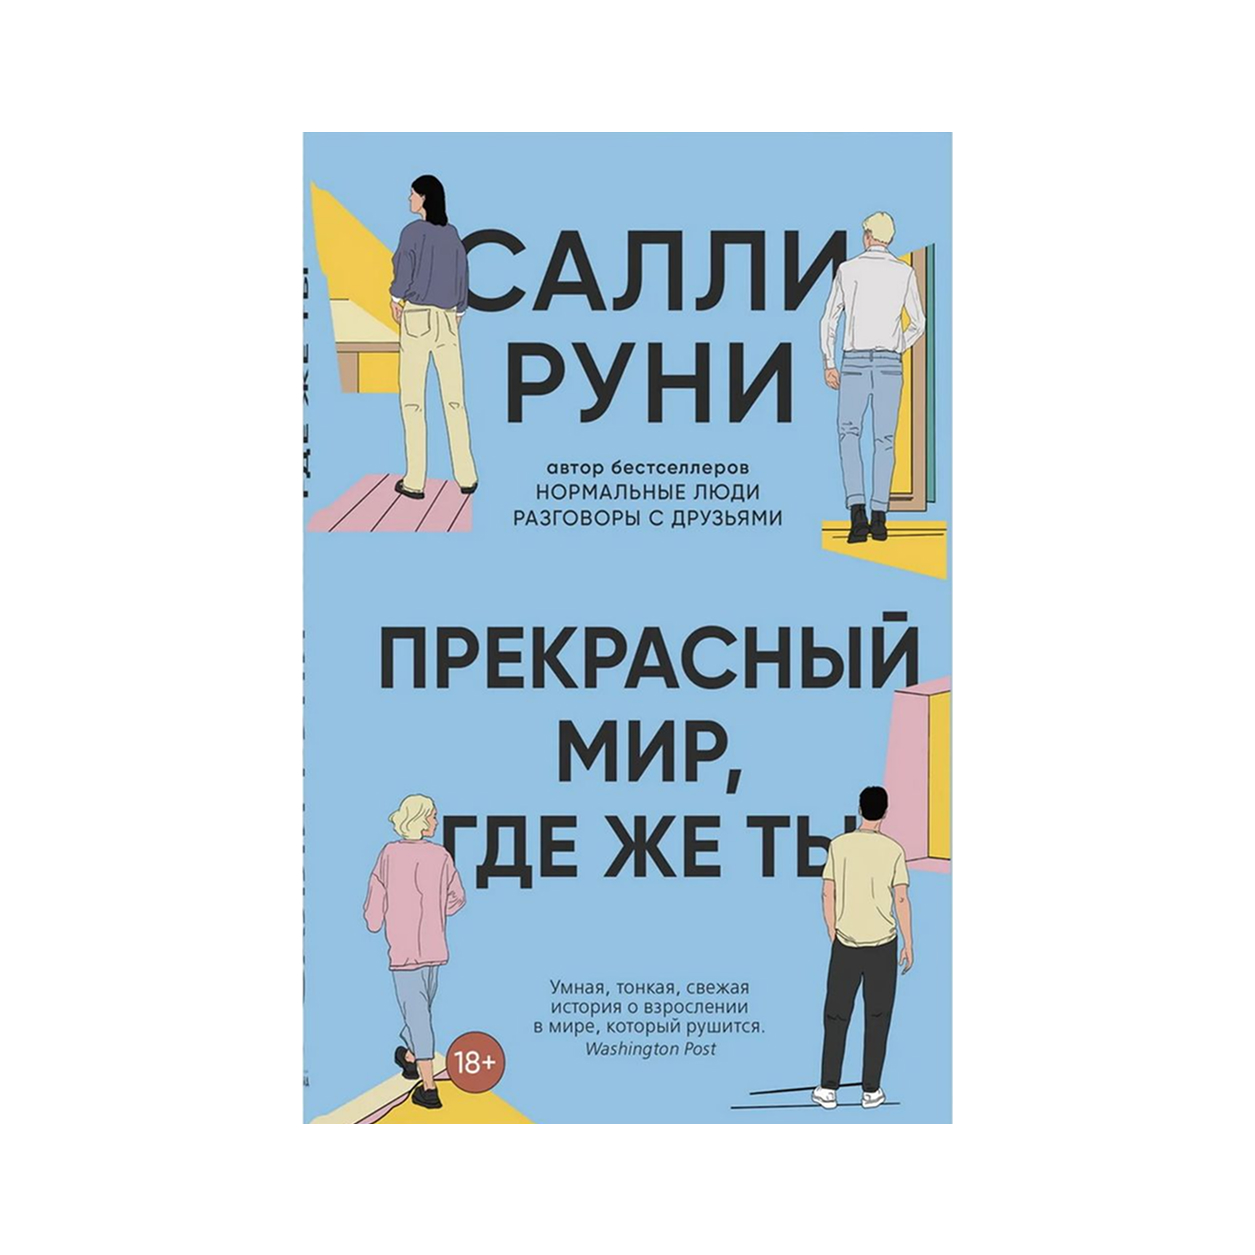 САЛЛИ
РУНИ
автор бестселлеров
НОРМАЛЬНЫЕ ЛЮДИ
РАЗГОВОРЫ С ДРУЗЬЯМИ
ПРЕКРАСНЫЙ
МИР,
ГДЕ ЖЕ ТЫ
Умная, тонкая, свежая
история о взрослении
в мире, который рушится.
Washington Post
18+